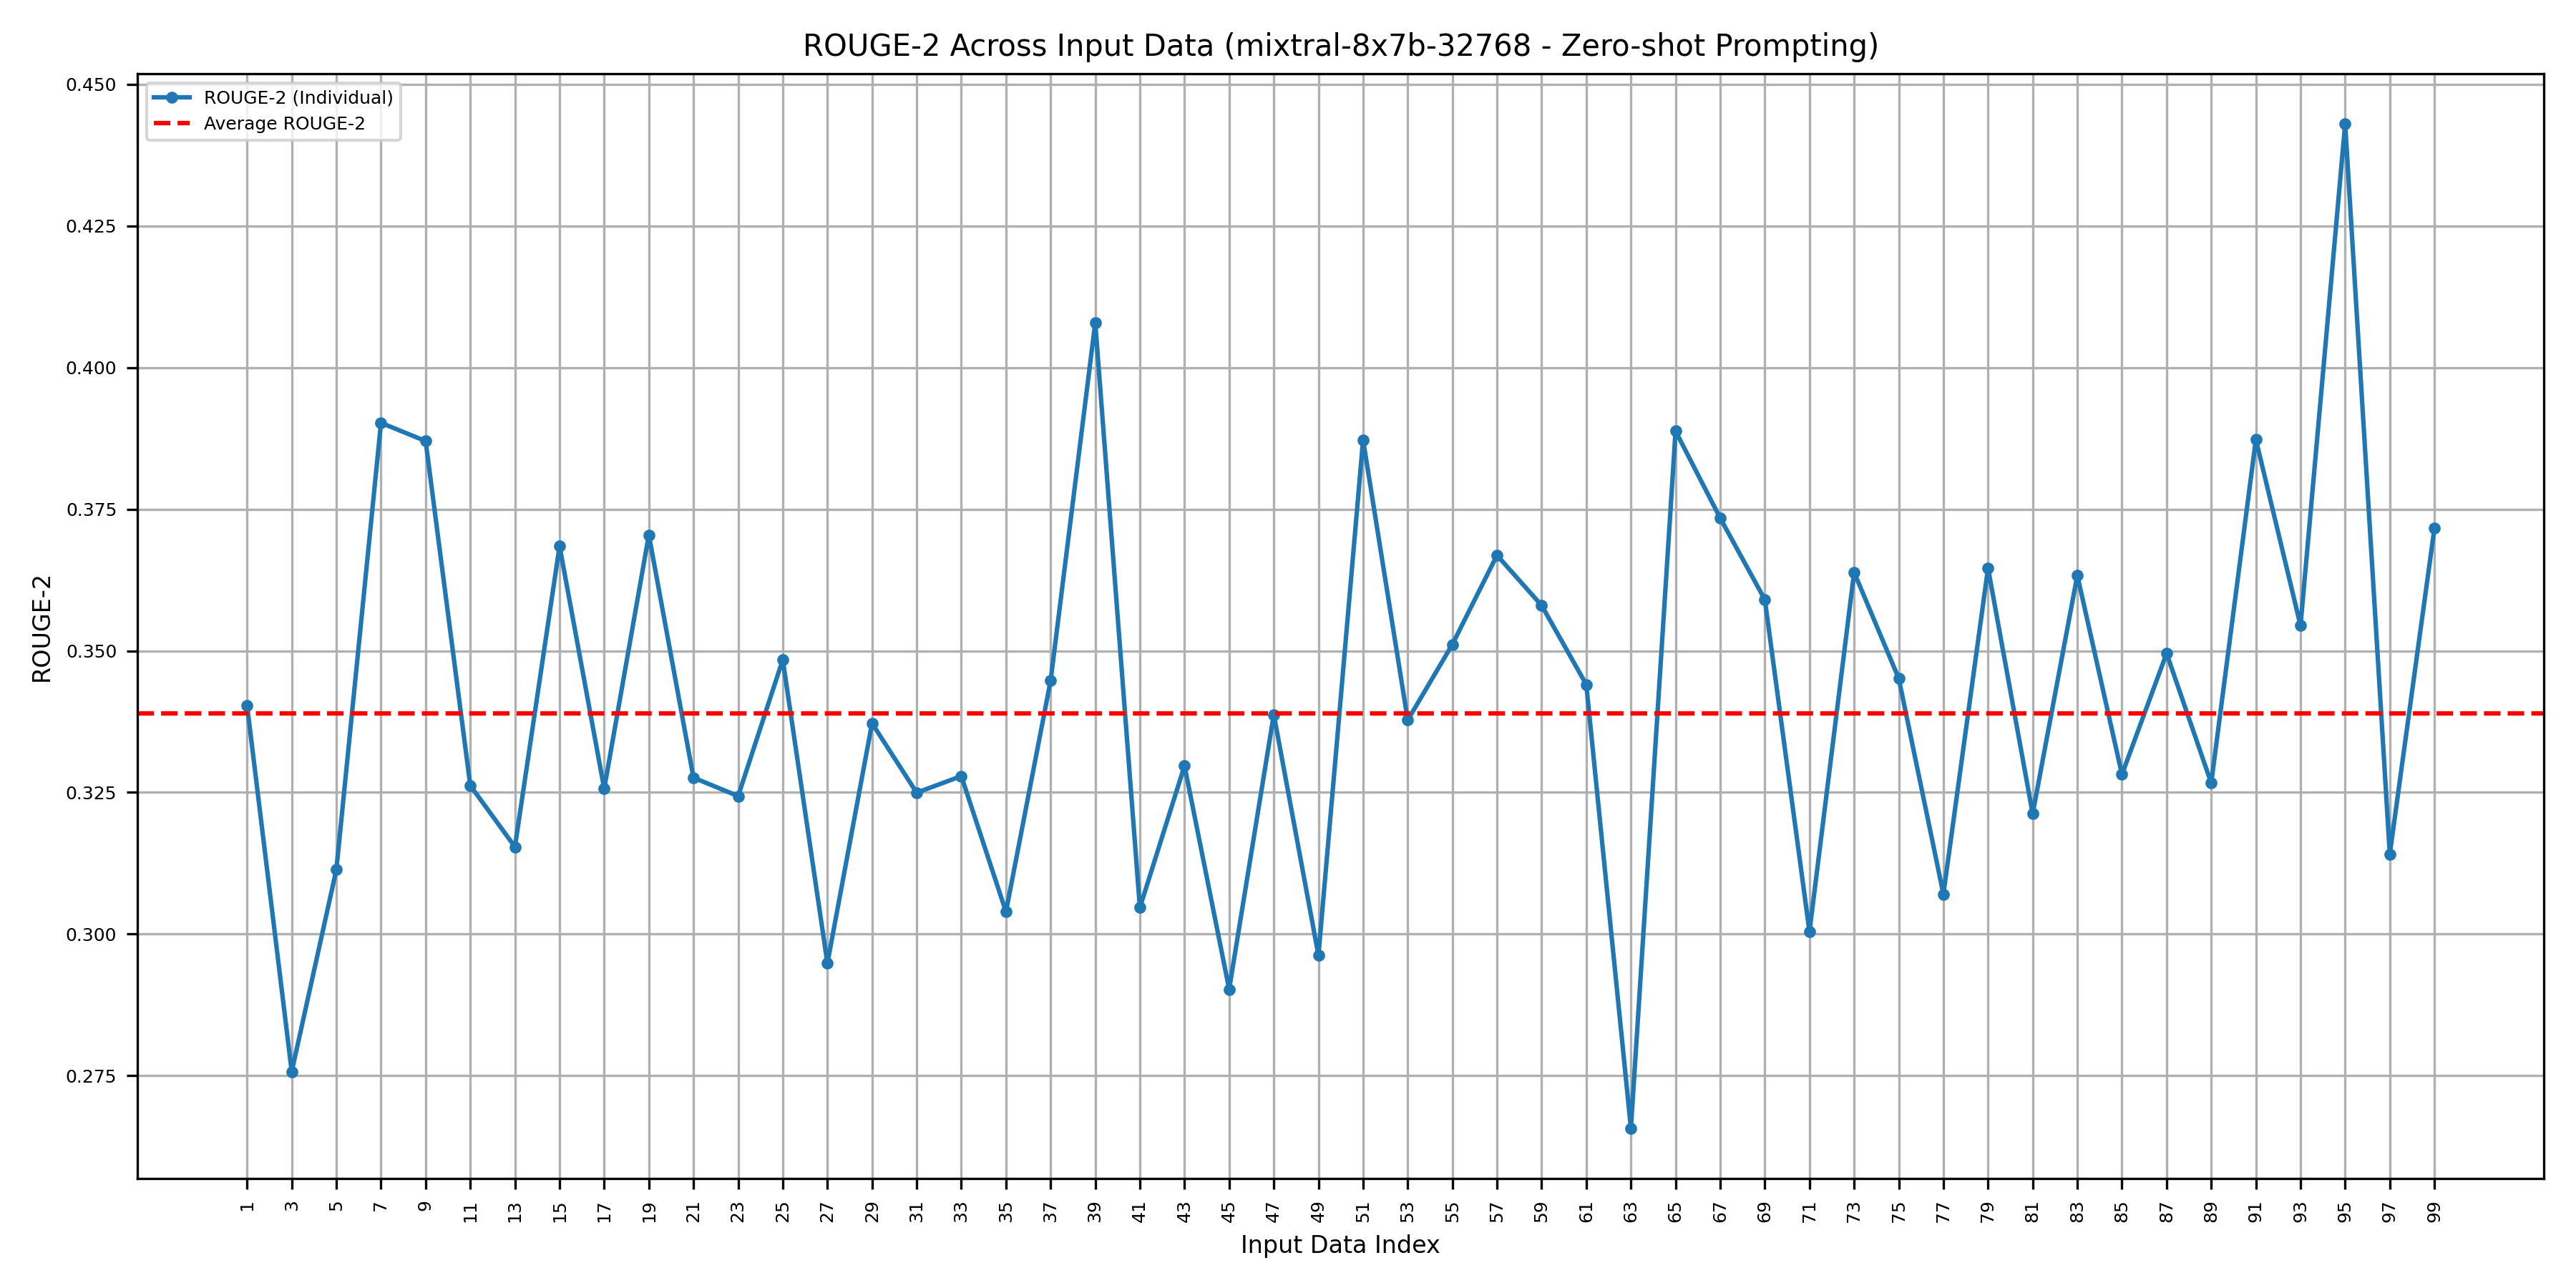 ROUGE-2 Across Input Data (mixtral-8x7b-32768 - Zero-shot Prompting)
ROUGE-2 (Individual)
Average ROUGE-2
ROUGE-2
0.450
0.425
0.400
0.375
0.350
0.325
0.300
0.275
1 3 5 7 9 11 13 15 17 19 21 23 25 27 29 31 33 35 37 39 41 43 45 47 49 51 53 55 57 59 61 63 65 67 69 71 73 75 77 79 81 83 85 87 89 91 93 95 97 99
Input Data Index